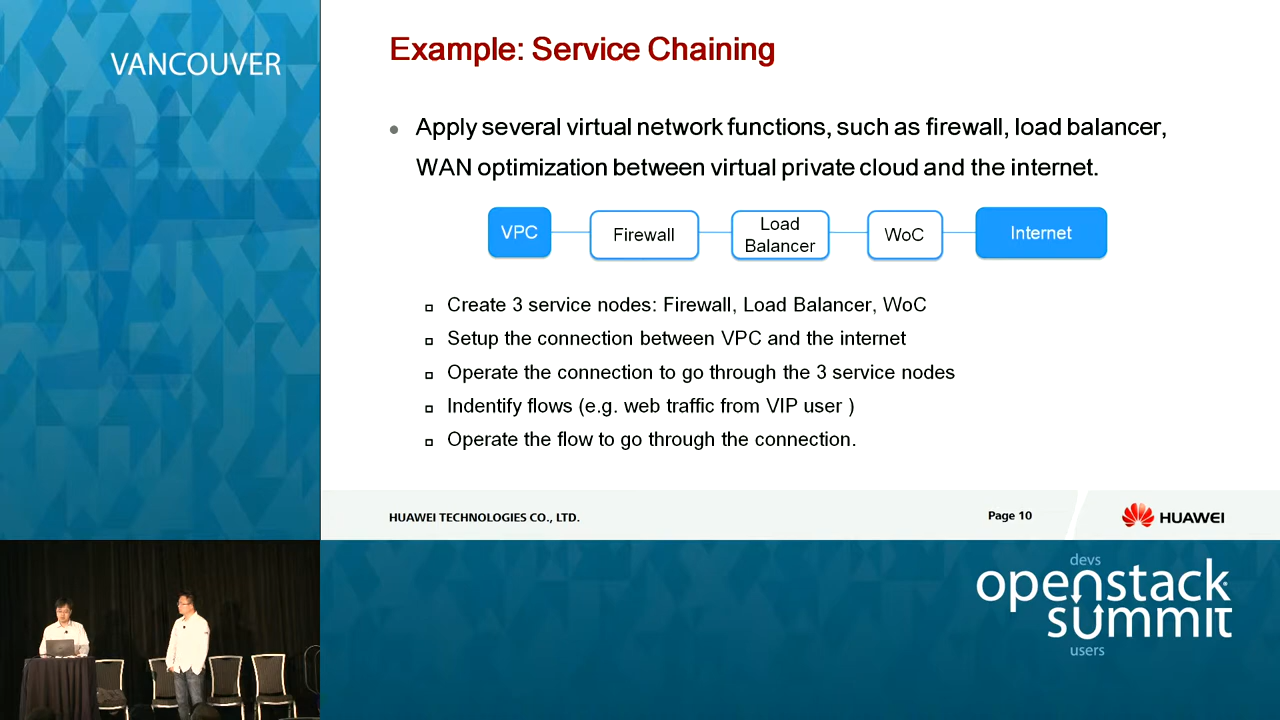 VANCOUVER
Example: Service Chaining
Apply several virtual network functions, such as firewall, load balancer,
WAN optimization between virtual private cloud and the internet.
VPC
Firewall
Load
Balancer
WoC
Internet
Create 3 service nodes: Firewall, Load Balancer, WoC
Setup the connection between VPC and the internet
Operate the connection to go through the 3 service nodes
Indentify flows (e.g. web traffic from VIP user )
Operate the flow to go through the connection.
HUAWEI TECHNOLOGIES CO., LTD.
Page 10
HUAWEI
devs
openstack
summit
users